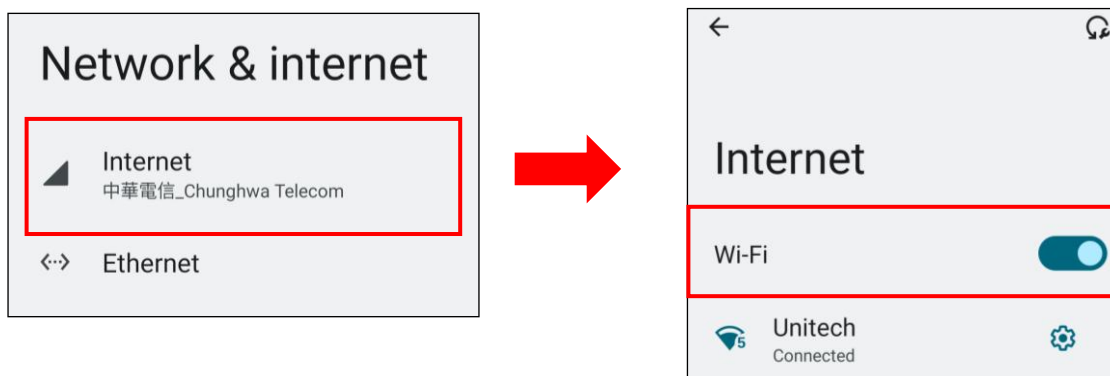 Network & internet
Internet
中華電信_Chunghwa Telecom
Ethernet
Internet
Wi-Fi
5
Unitech
Connected